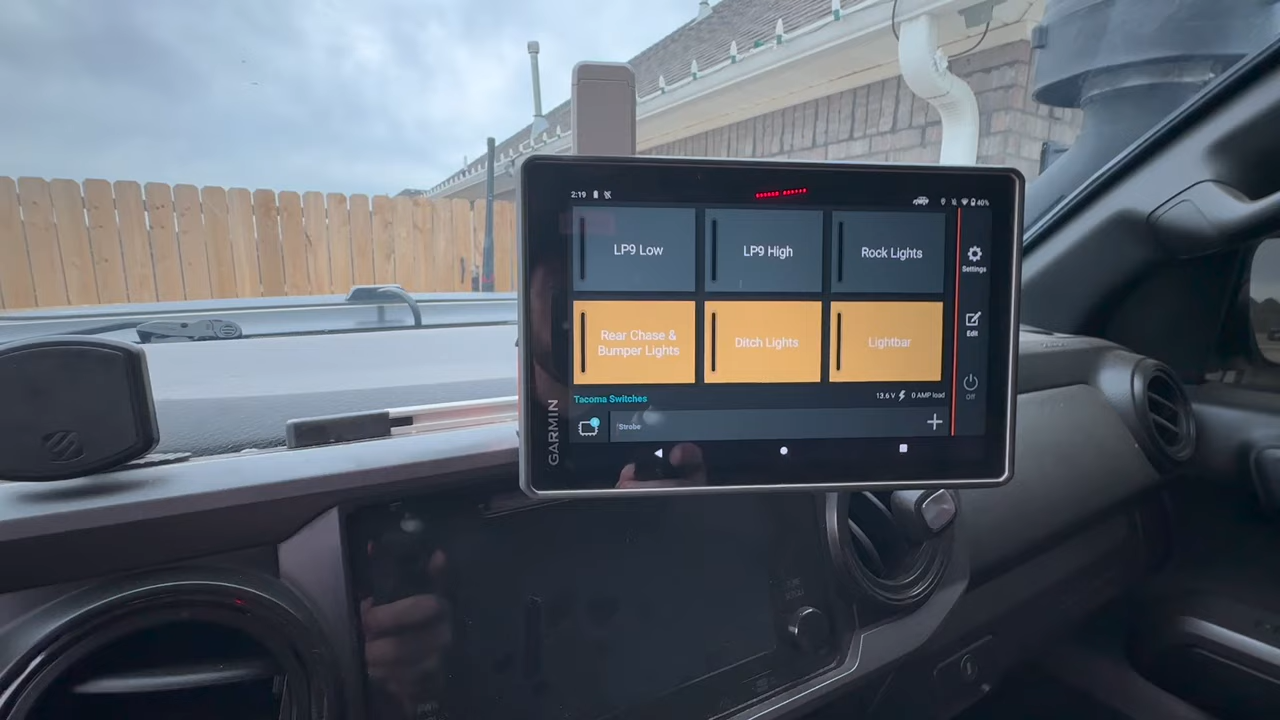 2:19
40%
LP9 Low
LP9 High
Rock Lights
Settings
Rear Chase &
Bumper Lights
Ditch Lights
Lightbar
Edit
Off
Tacoma Switches
13.6 V
0 AMP load
'Strobe
GARMIN